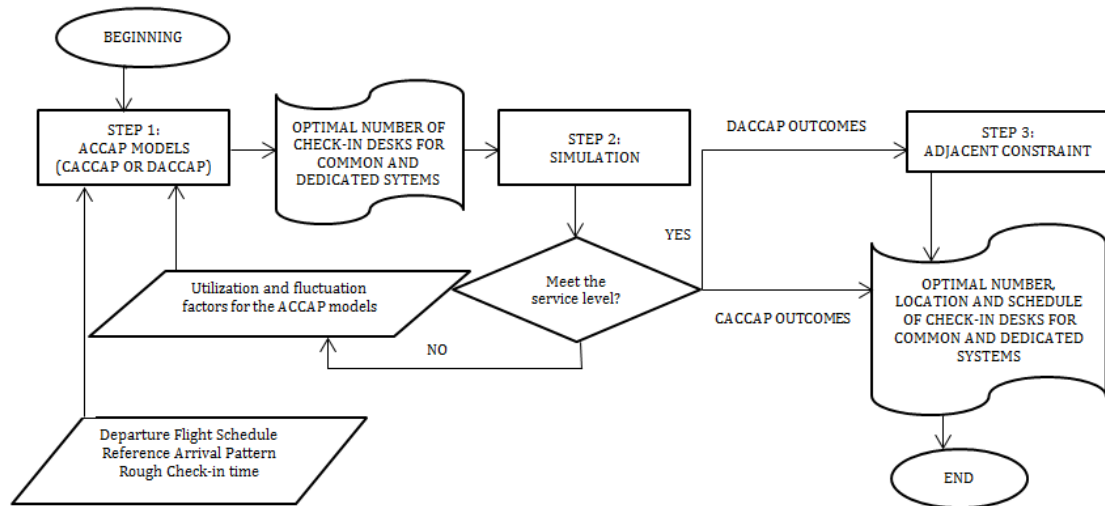 BEGINNING
STEP 1:
ACCAP MODELS
(CACCAP OR DACCAP)
OPTIMAL NUMBER OF
CHECK-IN DESKS FOR
COMMON AND
DEDICATED SYTEMS
STEP 2:
SIMULATION
DACCAP OUTCOMES
STEP 3:
ADJACENT CONSTRAINT
YES
Utilization and fluctuation
factors for the ACCAP models
Meet the
service level?
NO
CACCAP OUTCOMES
OPTIMAL NUMBER,
LOCATION AND SCHEDULE
OF CHECK-IN DESKS FOR
COMMON AND DEDICATED
SYSTEMS
Departure Flight Schedule
Reference Arrival Pattern
Rough Check-in time
END